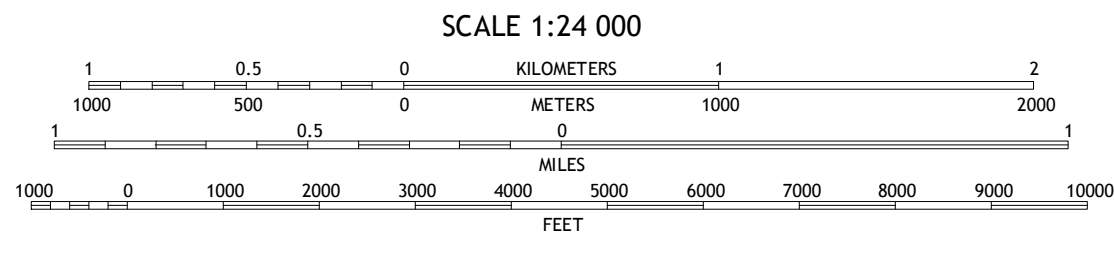 SCALE 1:24 000
1 0.5 0 KILOMETERS 1 2
1000 500 0 METERS 1000 2000
1 0.5 0 1
MILES
1000 0 1000 2000 3000 4000 5000 6000 7000 8000 9000 10000
FEET